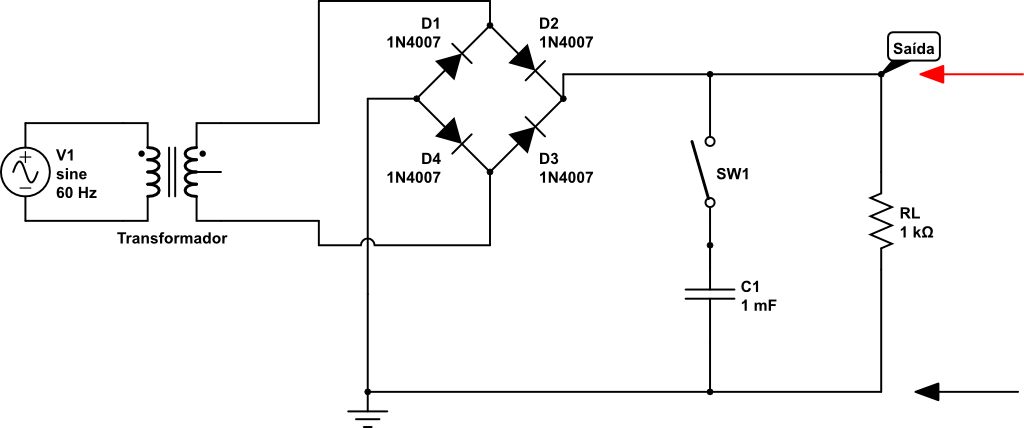 D1
1N4007
D2
1N4007
Saída
V1
sine
60 Hz
Transformador
D4
1N4007
D3
1N4007
SW1
RL
1 kΩ
C1
1 mF